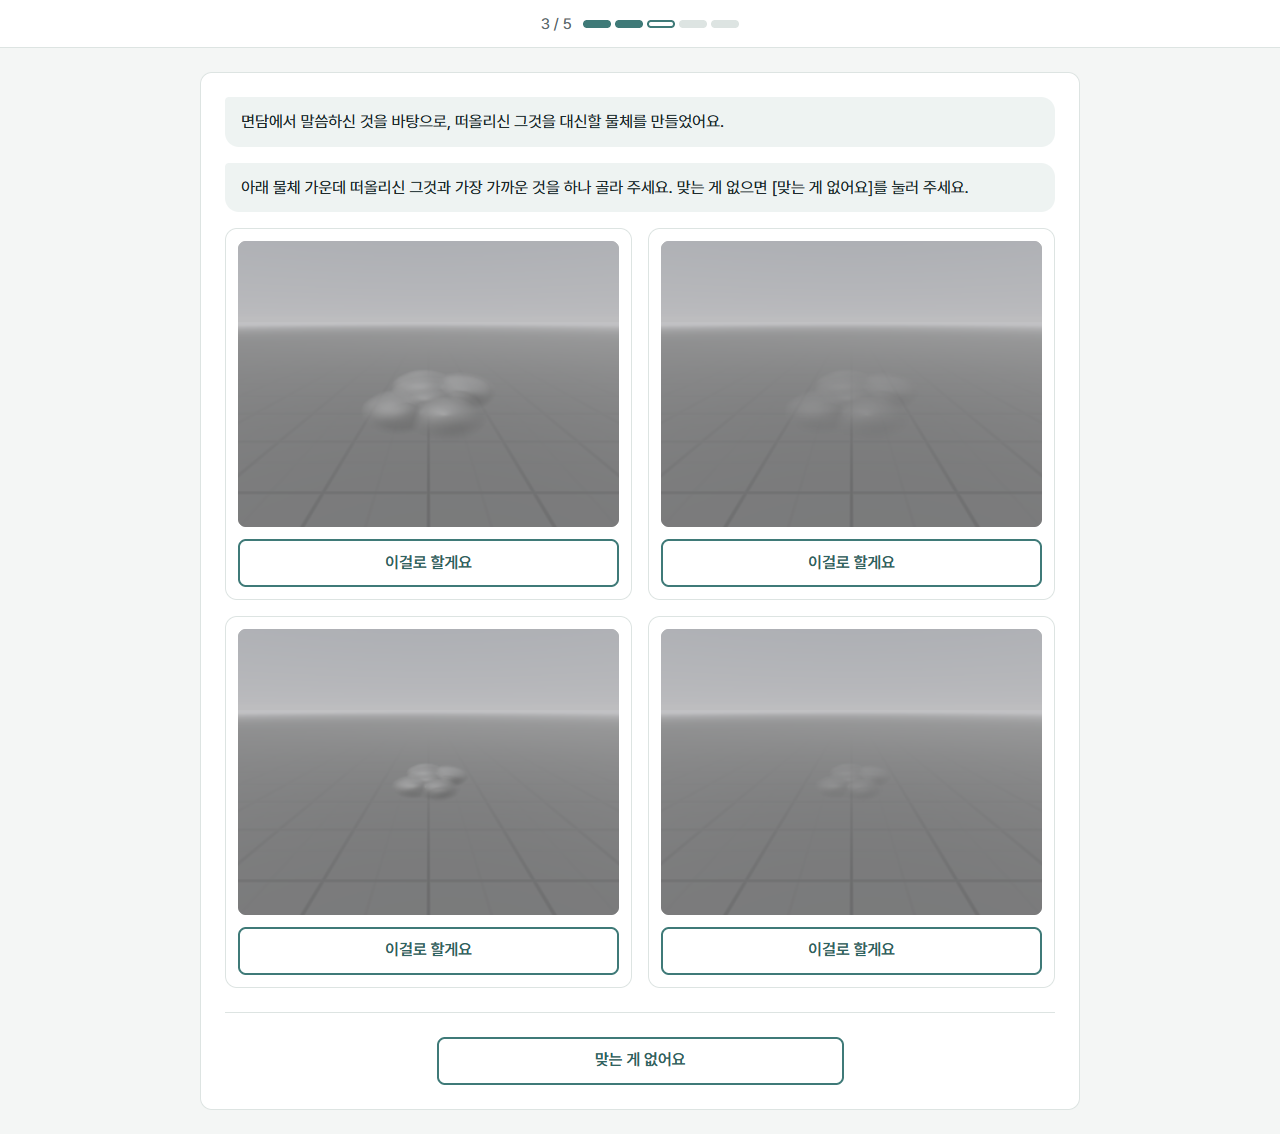 3 / 5
면담에서 말씀하신 것을 바탕으로, 떠올리신 그것을 대신할 물체를 만들었어요.
아래 물체 가운데 떠올리신 그것과 가장 가까운 것을 하나 골라 주세요. 맞는 게 없으면 [맞는 게 없어요]를 눌러 주세요.
이걸로 할게요
이걸로 할게요
이걸로 할게요
이걸로 할게요
맞는 게 없어요